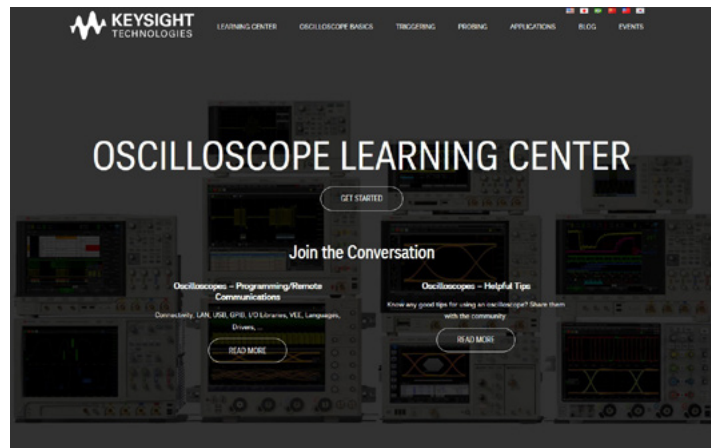 KEYSIGHT
TECHNOLOGIES
LEARNING CENTER OSCILLOSCOPE BASICS TRIGGERING PROBING APPLICATIONS BLOG EVENTS
OSCILLOSCOPE LEARNING CENTER
GET STARTED
Join the Conversation
Oscilloscopes – Programming/Remote
Communications
Connectivity, LAN, USB, GPIB, I/O Libraries, VEE, Languages,
Drivers, ...
READ MORE
Oscilloscopes – Helpful Tips
Know any good tips for using an oscilloscope? Share them
with the community
READ MORE